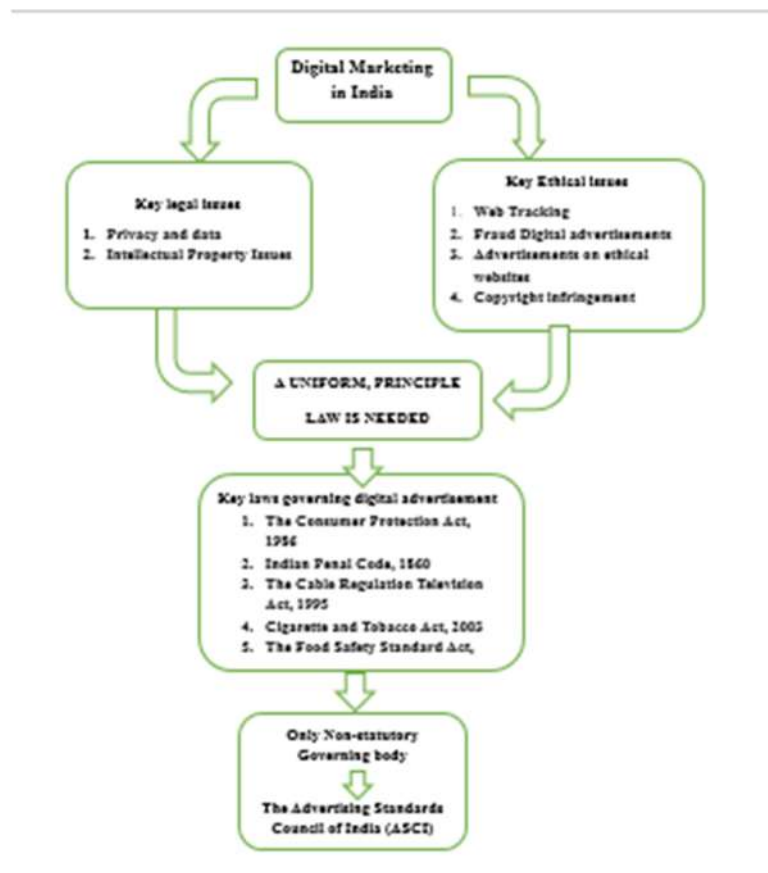 Digital Marketing
in India
Key legal issues
1. Privacy and data
2. Intellectual Property Issues
Key Ethical issues
1. Web Tracking
2. Fraud Digital advertisements
3. Advertisements on ethical
websites
4. Copyright infringement
A UNIFORM, PRINCIPLE
LAW IS NEEDED
Key laws governing digital advertisement
1. The Consumer Protection Act,
1986
2. Indian Penal Code, 1860
3. The Cable Regulation Television
Act, 1995
4. Cigarette and Tobacco Act, 2003
5. The Food Safety Standard Act,
Only Non-statutory
Governing body
The Advertising Standards
Council of India (ASCI)